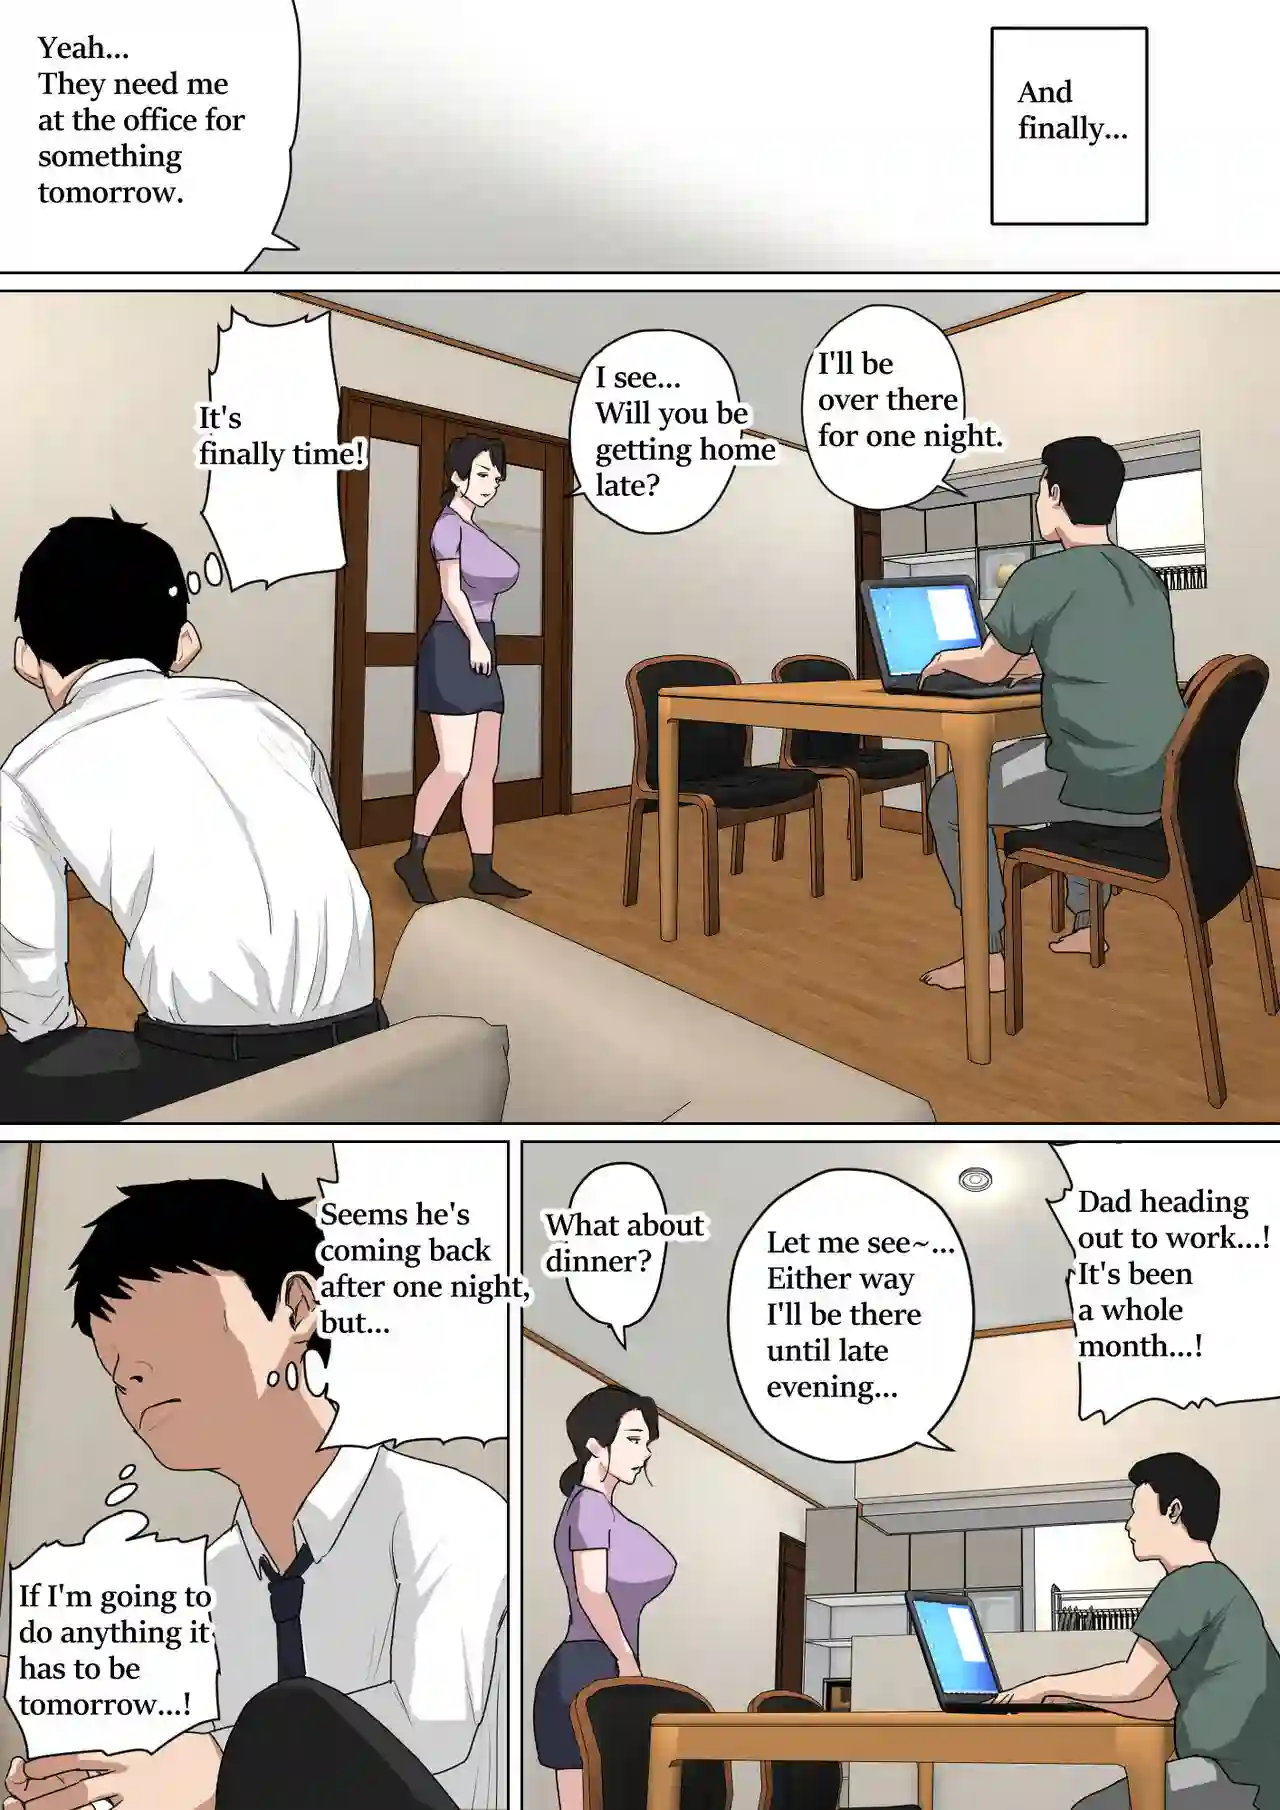 And
finally...
Yeah...
They need me
at the office for
something
tomorrow.
I'll be
over there
for one night.
I see...
Will you be
getting home
late?
It's
finally time!
Dad heading
out to work...!
It's been
a whole
month...!
Let me see~...
Either way
I'll be there
until late
evening...
What about
dinner?
Seems he's
coming back
after one night,
but...
If I'm going to
do anything it
has to be
tomorrow...!